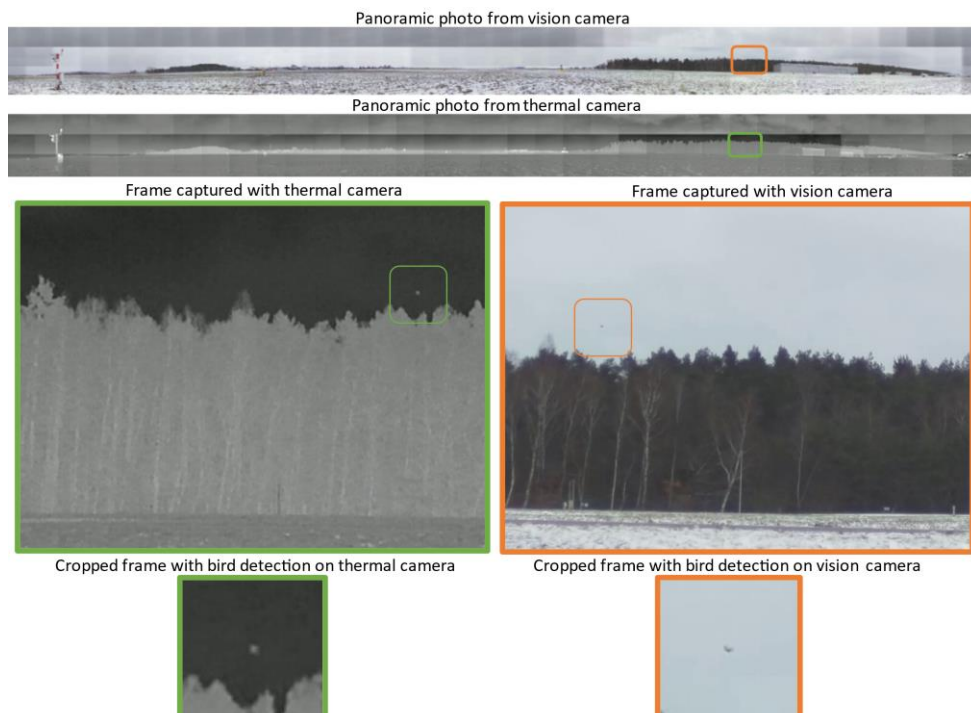 Panoramic photo from vision camera
Panoramic photo from thermal camera
Frame captured with thermal camera
Frame captured with vision camera
Cropped frame with bird detection on thermal camera
Cropped frame with bird detection on vision camera